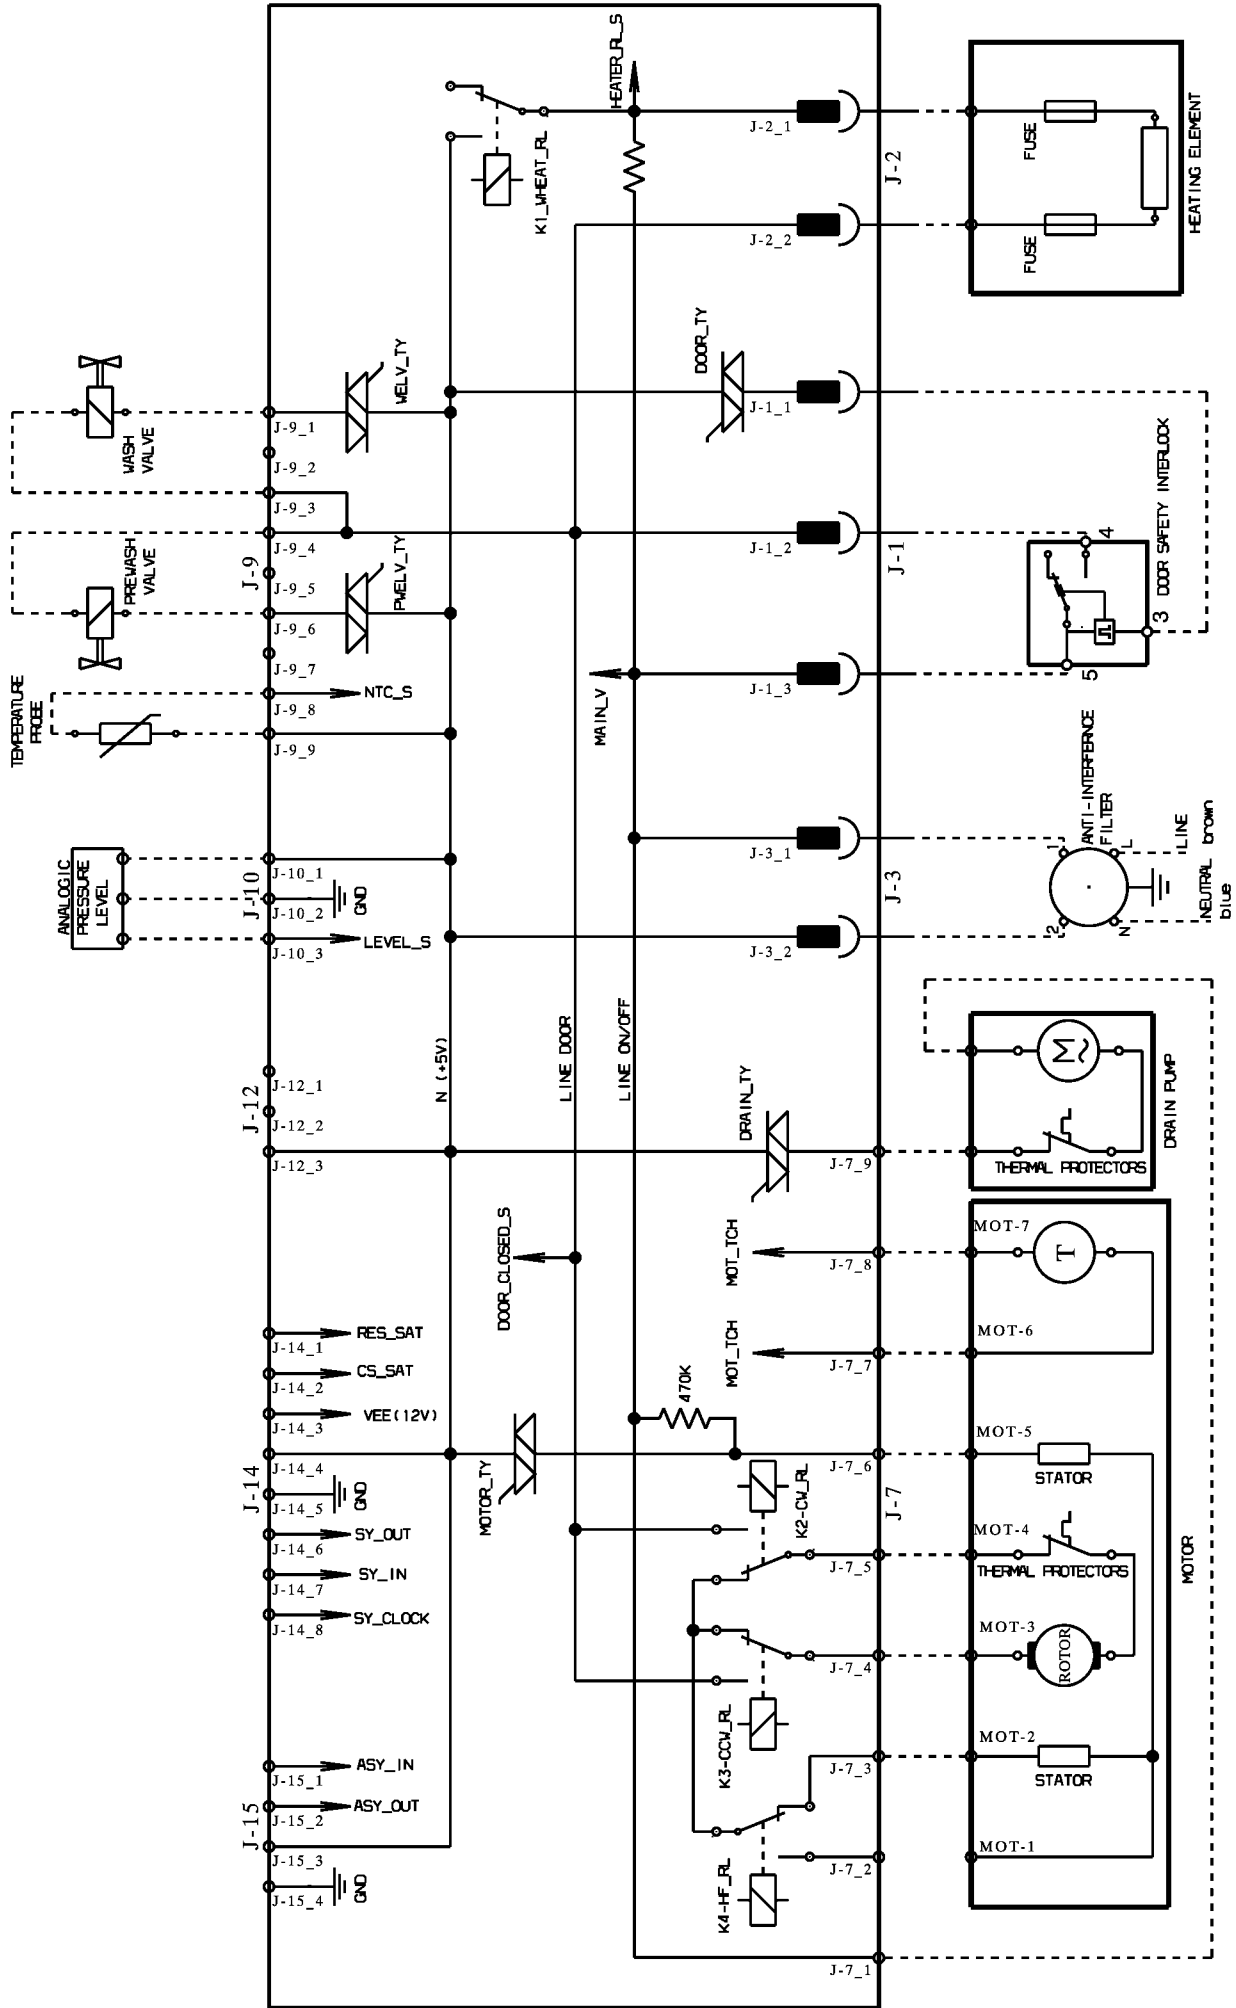 HEATER_RL_S
K1_WHEAT_RL
J-2_1
J-2_2
J-2
FUSE
FUSE
HEATING ELEMENT
WASH
VALVE
J-9_1
J-9_2
J-9_3
J-9_4
J-9_5
J-9_6
J-9_7
J-9_8
J-9_9
J-9
WELV_TY
PWELV_TY
NTC_S
PREWASH
VALVE
TEMPERATURE
PROBE
DOOR_TY
J-1_1
J-1_2
J-1_3
J-1
MAIN_V
4
3
5
DOOR SAFETY INTERLOCK
ANALOGIC
PRESSURE
LEVEL
J-10
J-10_1
J-10_2
J-10_3
GND
LEVEL_S
J-3_1
J-3_2
J-3
1
2
L
N
ANTI-INTERFERNCE
FILTER
LINE
brown
NEUTRAL
blue
N (+5V)
LINE DOOR
LINE ON/OFF
J-12
J-12_1
J-12_2
J-12_3
DRAIN_TY
J-7_9
THERMAL PROTECTORS
M
DRAIN PUMP
DOOR_CLOSED_S
MOT_TCH
J-7_8
MOT-7
T
MOT_TCH
J-7_7
MOT-6
J-14
J-14_1
RES_SAT
J-14_2
CS_SAT
J-14_3
VEE(12V)
J-14_4
J-14_5
GND
J-14_6
SY_OUT
J-14_7
SY_IN
J-14_8
SY_CLOCK
MOTOR_TY
470K
J-7_6
MOT-5
STATOR
K2-CW_RL
J-7
J-7_5
MOT-4
THERMAL PROTECTORS
MOTOR
J-7_4
MOT-3
ROTOR
K3-CCW_RL
J-7_3
MOT-2
STATOR
J-15
J-15_1
ASY_IN
J-15_2
ASY_OUT
J-15_3
J-15_4
GND
K4-HF_RL
J-7_2
MOT-1
J-7_1